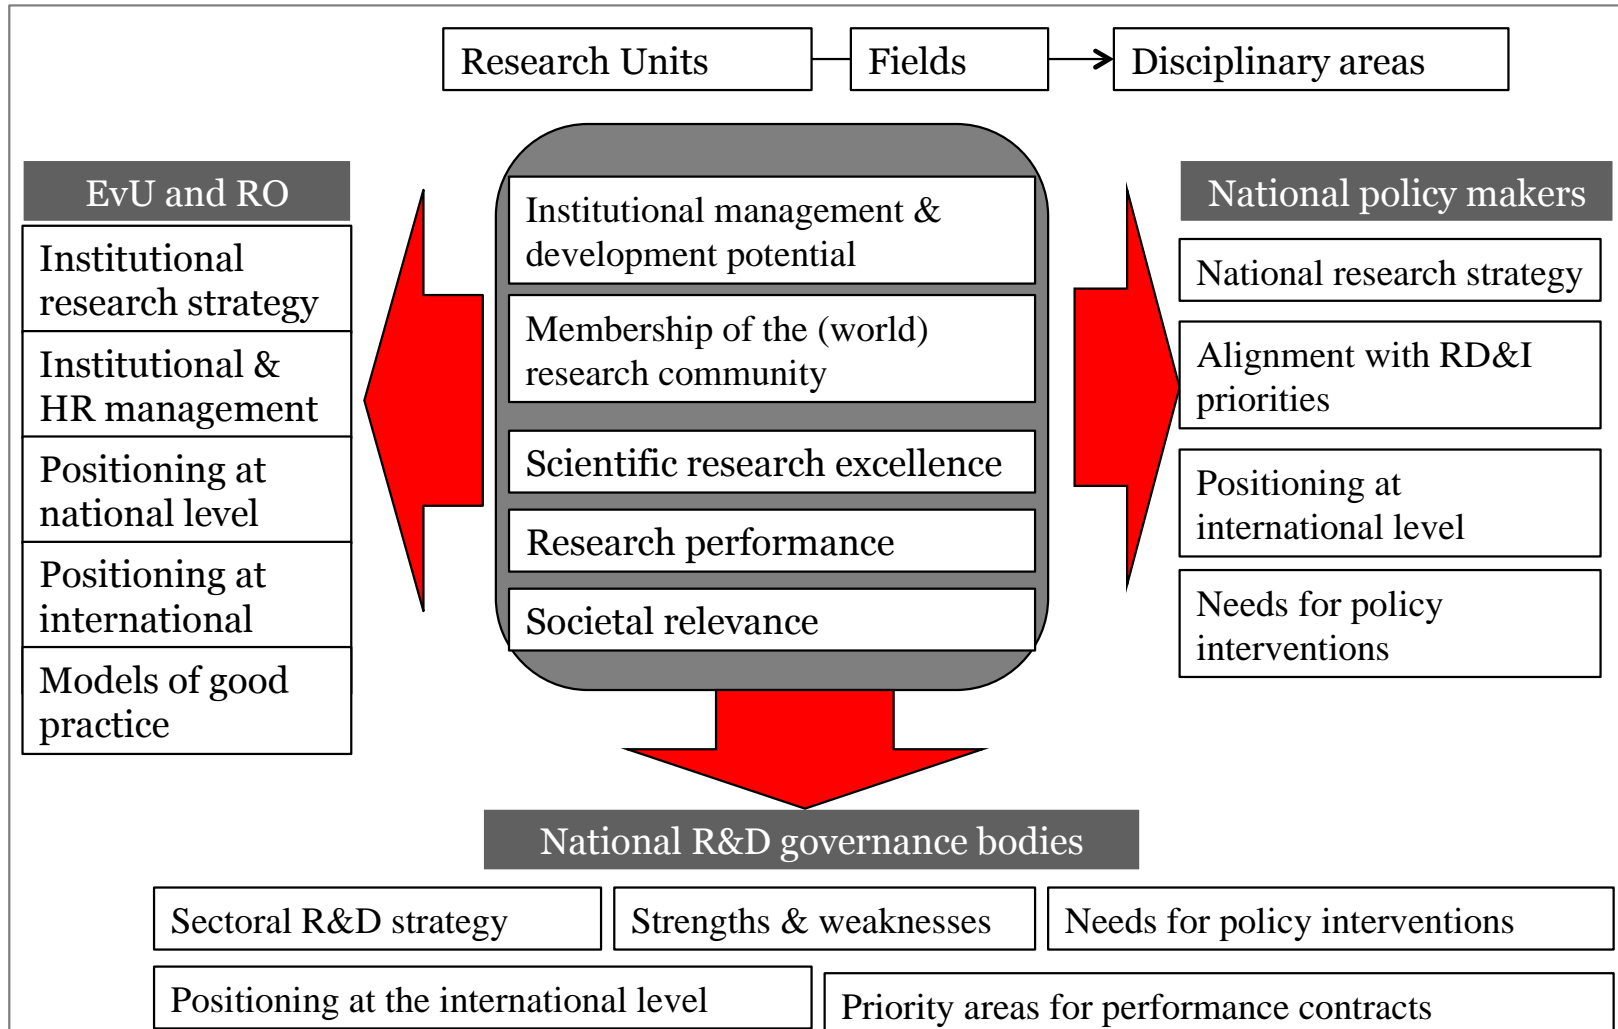 Research Units
Fields
Disciplinary areas
EvU and RO
Institutional
research strategy
Institutional &
HR management
Positioning at
national level
Positioning at
international
Models of good
practice
Institutional management &
development potential
Membership of the (world)
research community
Scientific research excellence
Research performance
Societal relevance
National policy makers
National research strategy
Alignment with RD&I
priorities
Positioning at
international level
Needs for policy
interventions
National R&D governance bodies
Sectoral R&D strategy
Strengths & weaknesses
Needs for policy interventions
Positioning at the international level
Priority areas for performance contracts